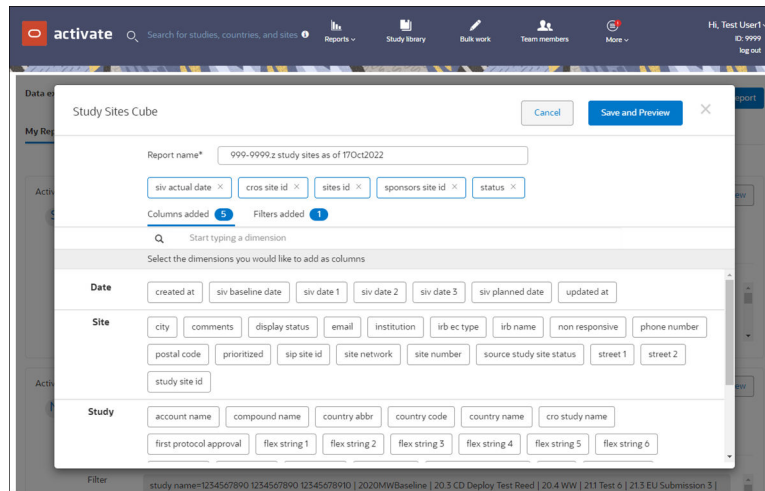 activate
Search for studies, countries, and sites
Reports
Study library
Bulk work
Team members
More
Hi, Test User1
ID: 9999
log out
Data ex
eport
Study Sites Cube
Cancel
Save and Preview
My Rep
Report name*
999-9999.z study sites as of 17Oct2022
Activ
siv actual date ×
cros site id ×
sites id ×
sponsors site id ×
status ×
ew
Columns added 5
Filters added 1
Start typing a dimension
Select the dimensions you would like to add as columns
Date
created at
siv baseline date
siv date 1
siv date 2
siv date 3
siv planned date
updated at
Site
city
comments
display status
email
institution
irb ec type
irb name
non responsive
phone number
postal code
prioritized
sip site id
site network
site number
source study site status
street 1
street 2
study site id
Activ
ew
Study
account name
compound name
country abbr
country code
country name
cro study name
first protocol approval
flex string 1
flex string 2
flex string 3
flex string 4
flex string 5
flex string 6
Filter
study name=1234567890 1234567890 12345678910 | 2020MWBaseline | 20.3 CD Deploy Test Reed | 20.4 WW | 21.1 Test 6 | 21.3 EU Submission 3 |